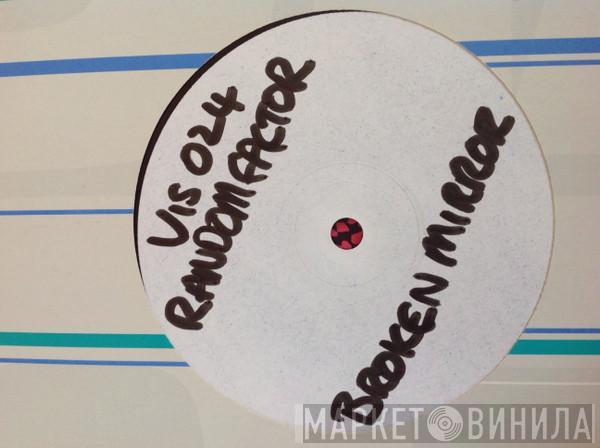 VIS 024
RANDOM FACTOR
BROKEN MIRROR
МАРКЕТ ВИНИЛА